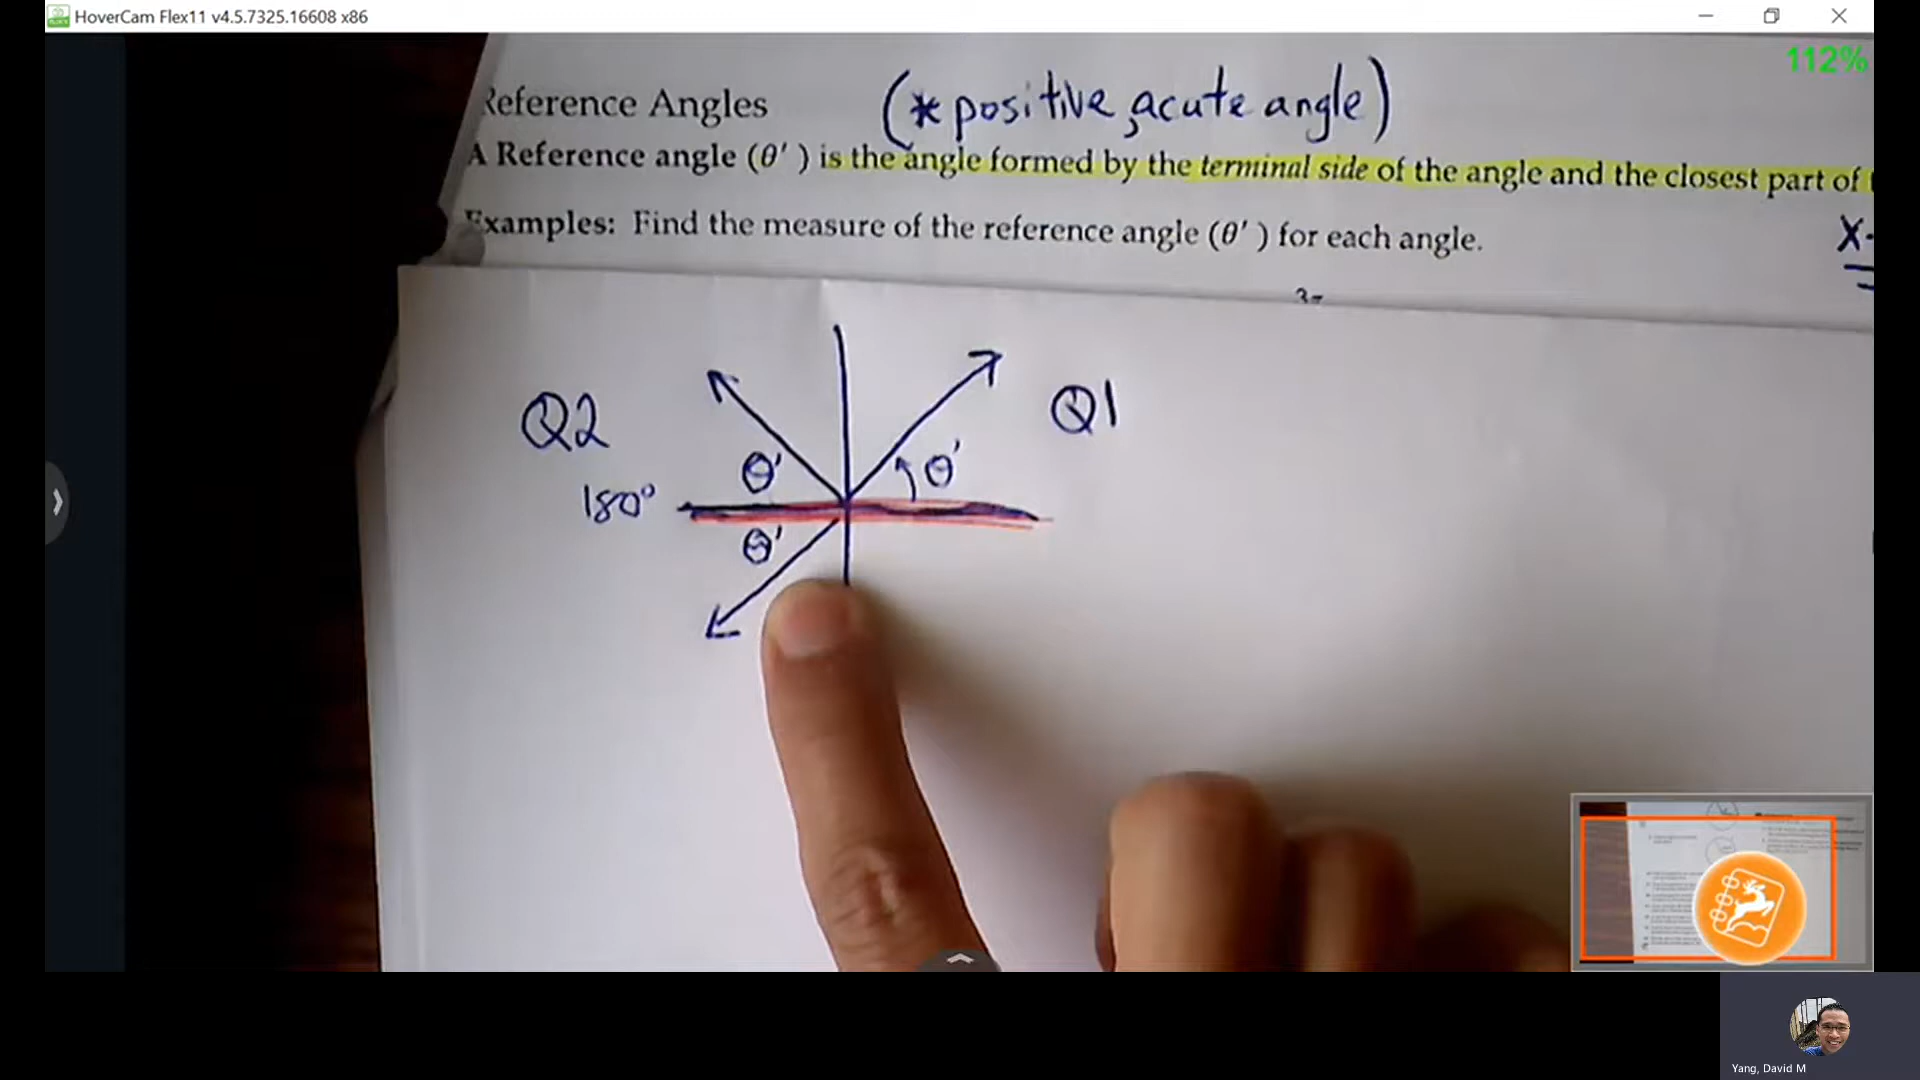 HoverCam Flex11 v4.5.7325.16608 x86
112%
Reference Angles (* positive, acute angle)
A Reference angle (θ′ ) is the angle formed by the terminal side of the angle and the closest part of
Examples: Find the measure of the reference angle (θ′ ) for each angle.
X-
Q2
Q1
θ′
θ′
180°
θ′
Yang, David M